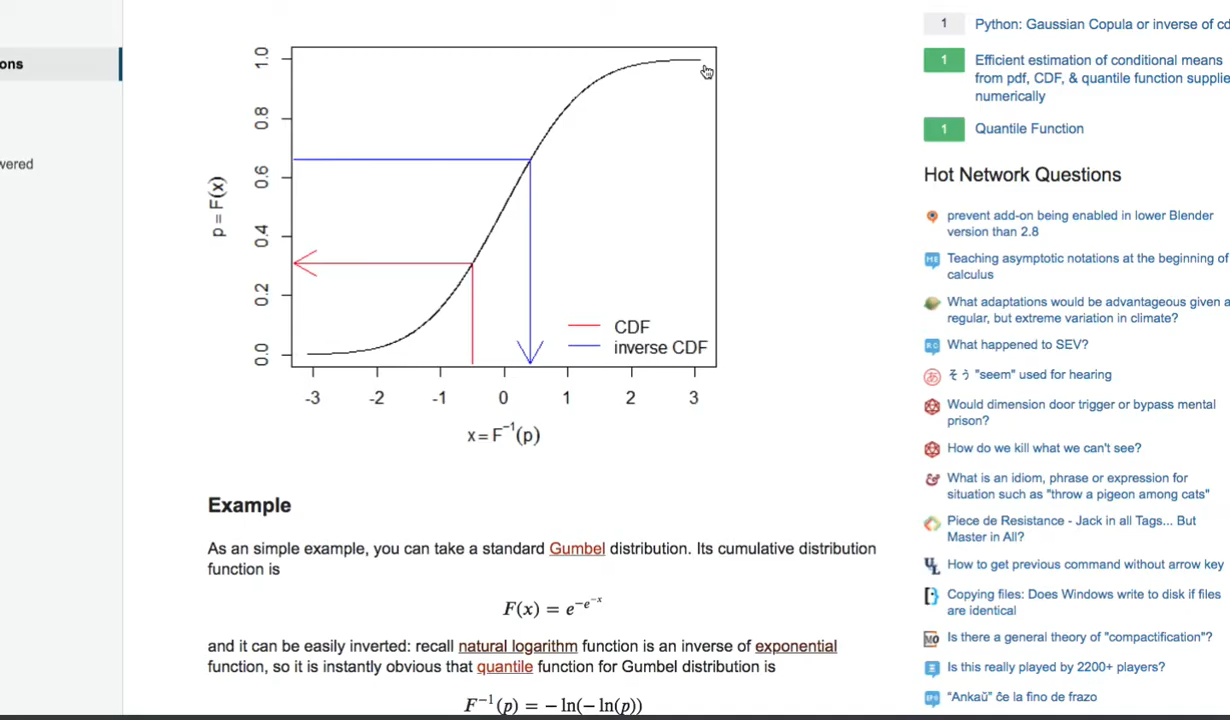 ons
wered
1.0
0.8
0.6
0.4
0.2
0.0
p = F(x)
CDF
inverse CDF
-3 -2 -1 0 1 2 3
x = F⁻¹(p)
Example
As an simple example, you can take a standard Gumbel distribution. Its cumulative distribution
function is
F(x) = e^{-e^{-x}}
and it can be easily inverted: recall natural logarithm function is an inverse of exponential
function, so it is instantly obvious that quantile function for Gumbel distribution is
F⁻¹(p) = − ln(− ln(p))
1 Python: Gaussian Copula or inverse of cd
1 Efficient estimation of conditional means
from pdf, CDF, & quantile function supplie
numerically
1 Quantile Function
Hot Network Questions
prevent add-on being enabled in lower Blender
version than 2.8
Teaching asymptotic notations at the beginning of
calculus
What adaptations would be advantageous given a
regular, but extreme variation in climate?
What happened to SEV?
あ そう "seem" used for hearing
Would dimension door trigger or bypass mental
prison?
How do we kill what we can't see?
What is an idiom, phrase or expression for
situation such as "throw a pigeon among cats"
Piece de Resistance - Jack in all Tags... But
Master in All?
How to get previous command without arrow key
Copying files: Does Windows write to disk if files
are identical
MO Is there a general theory of "compactification"?
Is this really played by 2200+ players?
"Ankaŭ" ĉe la fino de frazo